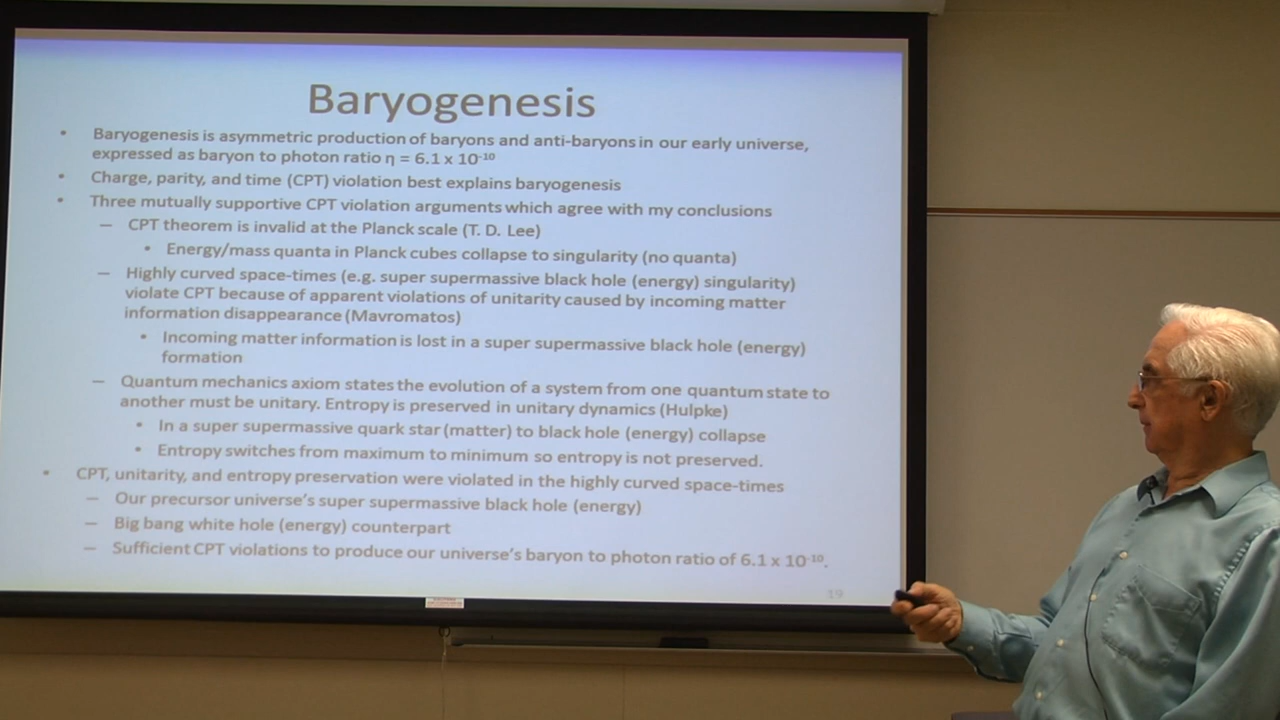 Baryogenesis
• Baryogenesis is asymmetric production of baryons and anti-baryons in our early universe,
expressed as baryon to photon ratio η = 6.1 x 10⁻¹⁰
• Charge, parity, and time (CPT) violation best explains baryogenesis
• Three mutually supportive CPT violation arguments which agree with my conclusions
– CPT theorem is invalid at the Planck scale (T. D. Lee)
• Energy/mass quanta in Planck cubes collapse to singularity (no quanta)
– Highly curved space-times (e.g. super supermassive black hole (energy) singularity)
violate CPT because of apparent violations of unitarity caused by incoming matter
information disappearance (Mavromatos)
• Incoming matter information is lost in a super supermassive black hole (energy)
formation
– Quantum mechanics axiom states the evolution of a system from one quantum state to
another must be unitary. Entropy is preserved in unitary dynamics (Hulpke)
• In a super supermassive quark star (matter) to black hole (energy) collapse
• Entropy switches from maximum to minimum so entropy is not preserved.
• CPT, unitarity, and entropy preservation were violated in the highly curved space-times
– Our precursor universe's super supermassive black hole (energy)
– Big bang white hole (energy) counterpart
– Sufficient CPT violations to produce our universe's baryon to photon ratio of 6.1 x 10⁻¹⁰.
19